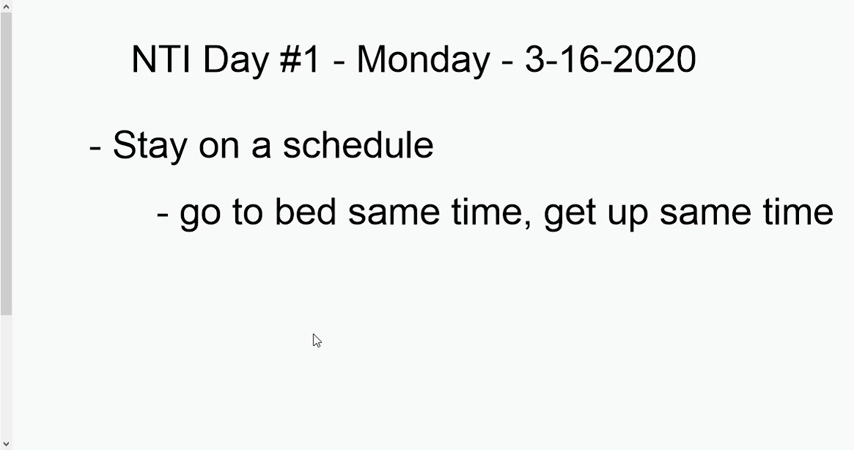 NTI Day #1 - Monday - 3-16-2020
- Stay on a schedule
- go to bed same time, get up same time